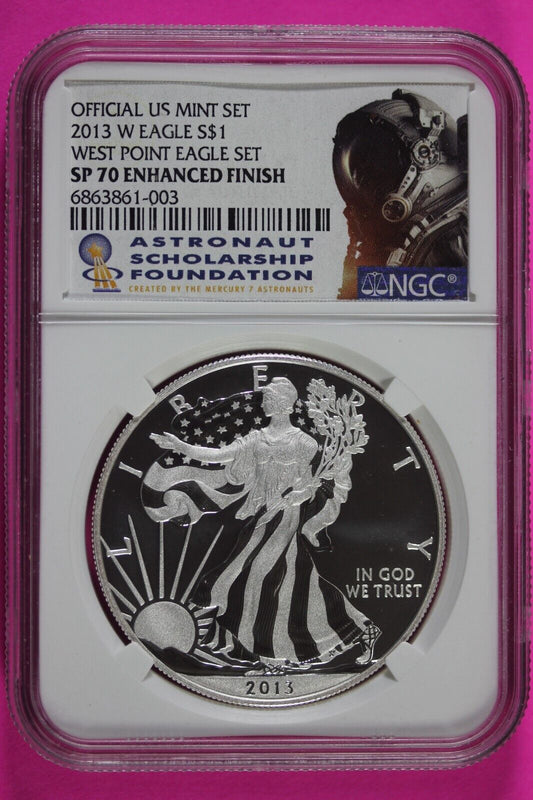 OFFICIAL US MINT SET
2013 W EAGLE S$1
WEST POINT EAGLE SET
SP 70 ENHANCED FINISH
6863861-003
ASTRONAUT
SCHOLARSHIP
FOUNDATION
CREATED BY THE MERCURY 7 ASTRONAUTS
NGC®
LIBERTY
IN GOD
WE TRUST
2013